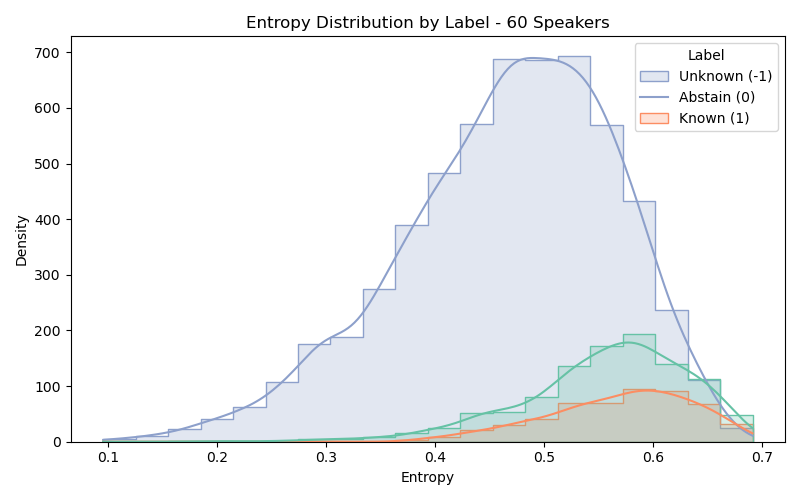 Entropy Distribution by Label - 60 Speakers
Label
Unknown (-1)
Abstain (0)
Known (1)
Density
700
600
500
400
300
200
100
0
0.1 0.2 0.3 0.4 0.5 0.6 0.7
Entropy